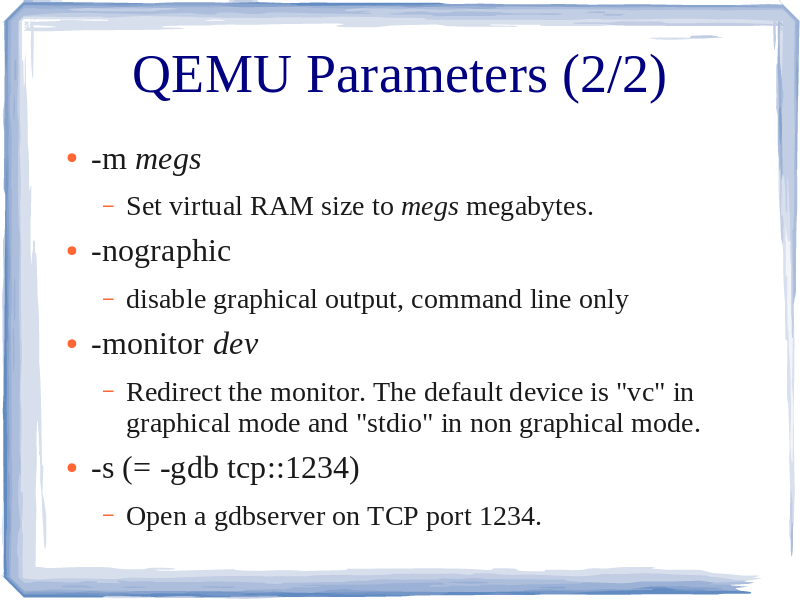 QEMU Parameters (2/2)
● -m megs
– Set virtual RAM size to megs megabytes.
● -nographic
– disable graphical output, command line only
● -monitor dev
– Redirect the monitor. The default device is "vc" in
graphical mode and "stdio" in non graphical mode.
● -s (= -gdb tcp::1234)
– Open a gdbserver on TCP port 1234.